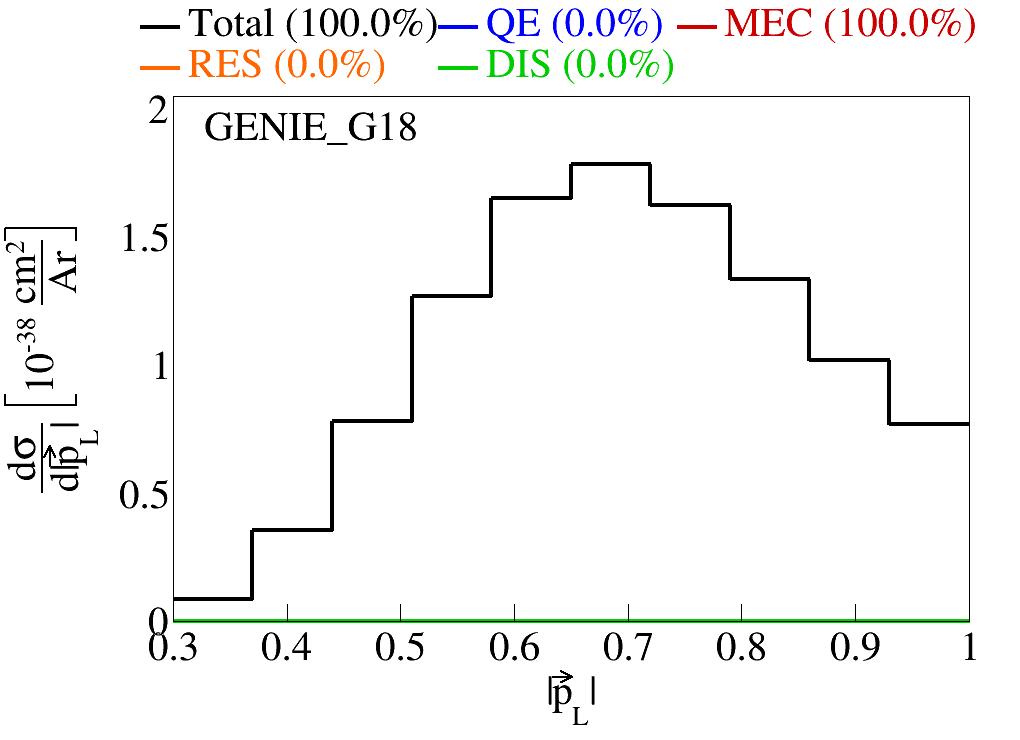 Total (100.0%) QE (0.0%) MEC (100.0%)
RES (0.0%) DIS (0.0%)
GENIE_G18
dσ/d|p⃗_L| [10⁻³⁸ cm²/Ar]
2
1.5
1
0.5
0
0.3 0.4 0.5 0.6 0.7 0.8 0.9 1
|p⃗_L|